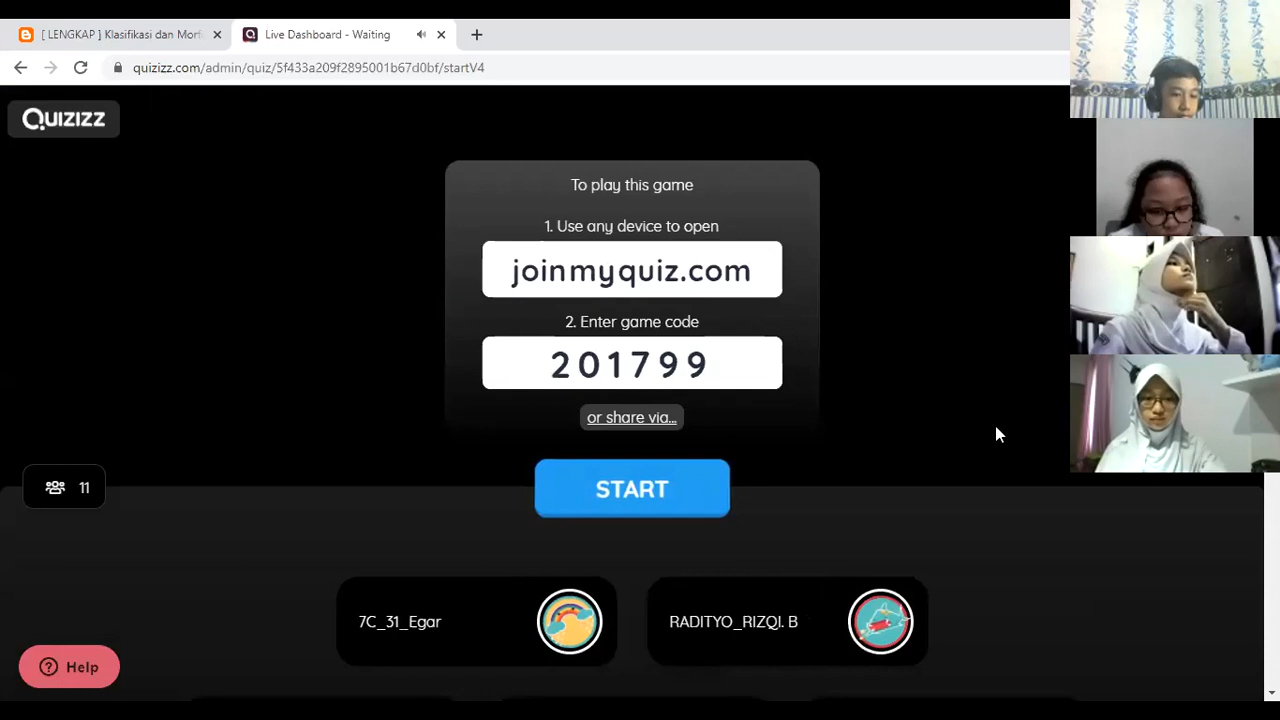 [ LENGKAP ] Klasifikasi dan Morf
Live Dashboard - Waiting
quizizz.com/admin/quiz/5f433a209f2895001b67d0bf/startV4
QUIZIZZ
To play this game
1. Use any device to open
joinmyquiz.com
2. Enter game code
201799
or share via...
11
START
7C_31_Egar
RADITYO_RIZQI. B
Help